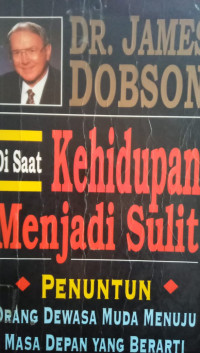 DR. JAMES
DOBSON
Di Saat
Kehidupan
Menjadi Sulit
PENUNTUN
ORANG DEWASA MUDA MENUJU
MASA DEPAN YANG BERARTI